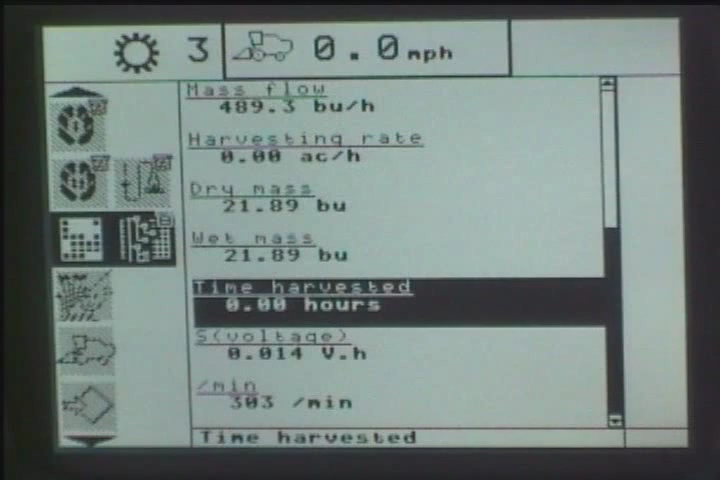 3 0.0 mph
Mass flow
489.3 bu/h
Harvesting rate
0.00 ac/h
Dry mass
21.89 bu
Wet mass
21.89 bu
Time harvested
0.00 hours
S(voltage)
0.014 V.h
/min
303 /min
Time harvested